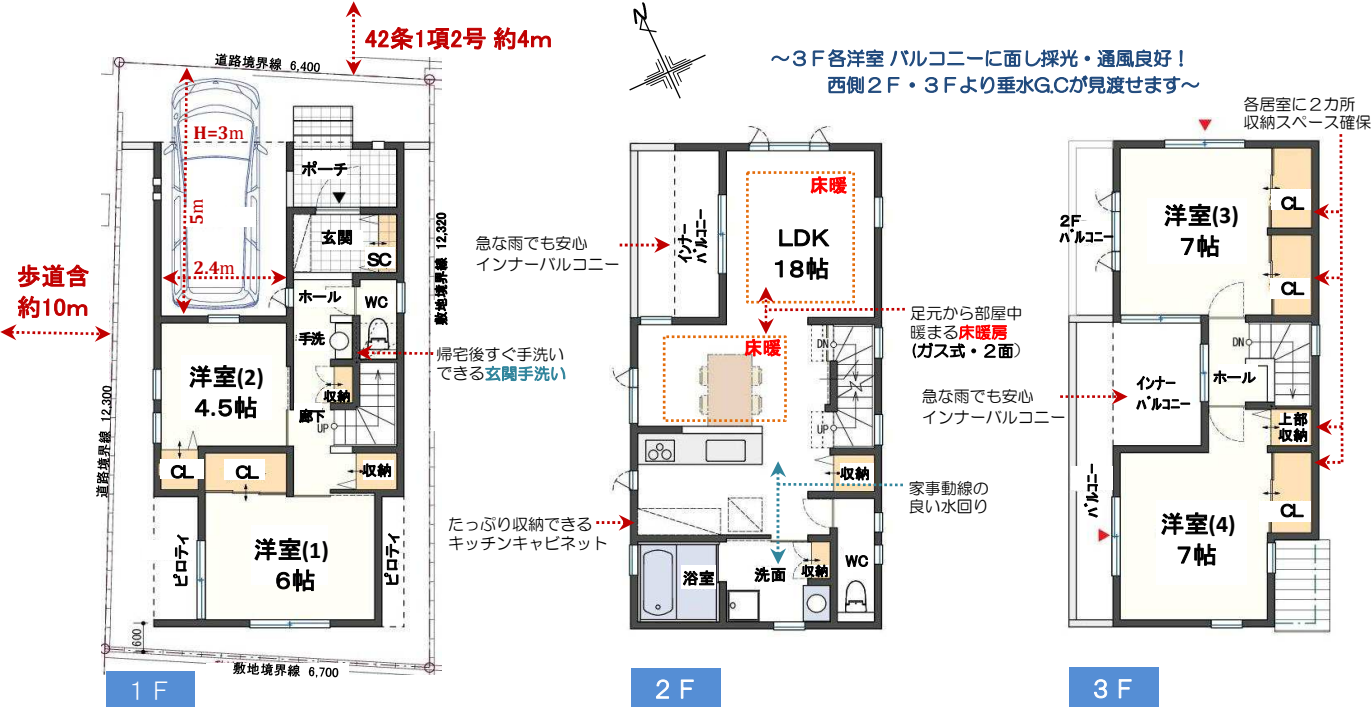 42条1項2号 約4m
道路境界線 6,400
H=3m
5m
2.4m
ポーチ
玄関
SC
ホール
WC
手洗
洋室(2)
4.5帖
収納
廊下
UP
CL
CL
収納
洋室(1)
6帖
ピロティ
ピロティ
600
敷地境界線 6,700
敷地境界線 12,320
道路境界線 12,300
歩道含
約10m
帰宅後すぐ手洗い
できる玄関手洗い
1F
N
～3F各洋室 バルコニーに面し採光・通風良好!
西側2F・3Fより垂水G.Cが見渡せます～
急な雨でも安心
インナーバルコニー
インナー
バルコニー
床暖
LDK
18帖
床暖
足元から部屋中
暖まる床暖房
(ガス式・2面)
DN
UP
収納
家事動線の
良い水回り
たっぷり収納できる
キッチンキャビネット
浴室
洗面
収納
WC
2F
各居室に2カ所
収納スペース確保
2F
バルコニー
洋室(3)
7帖
CL
CL
DN
ホール
インナー
バルコニー
急な雨でも安心
インナーバルコニー
上部
収納
バルコニー
洋室(4)
7帖
CL
3F